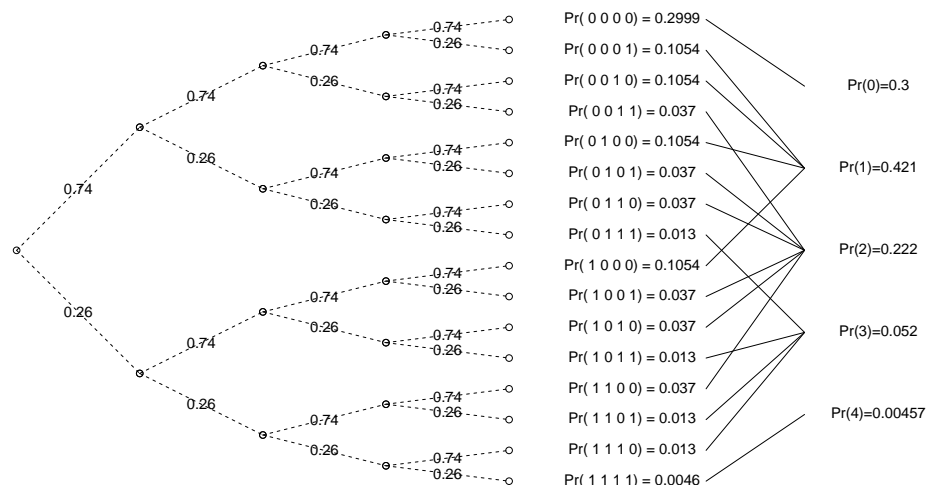 0.74
0.26
0.74
0.26
0.74
0.26
0.74
0.26
0.74
0.26
0.74
0.26
0.74
0.26
0.74
0.26
0.74
0.26
0.74
0.26
0.74
0.26
0.74
0.26
0.74
0.26
0.74
0.26
0.74
0.26
Pr( 0 0 0 0 ) = 0.2999
Pr( 0 0 0 1 ) = 0.1054
Pr( 0 0 1 0 ) = 0.1054
Pr( 0 0 1 1 ) = 0.037
Pr( 0 1 0 0 ) = 0.1054
Pr( 0 1 0 1 ) = 0.037
Pr( 0 1 1 0 ) = 0.037
Pr( 0 1 1 1 ) = 0.013
Pr( 1 0 0 0 ) = 0.1054
Pr( 1 0 0 1 ) = 0.037
Pr( 1 0 1 0 ) = 0.037
Pr( 1 0 1 1 ) = 0.013
Pr( 1 1 0 0 ) = 0.037
Pr( 1 1 0 1 ) = 0.013
Pr( 1 1 1 0 ) = 0.013
Pr( 1 1 1 1 ) = 0.0046
Pr(0)=0.3
Pr(1)=0.421
Pr(2)=0.222
Pr(3)=0.052
Pr(4)=0.00457